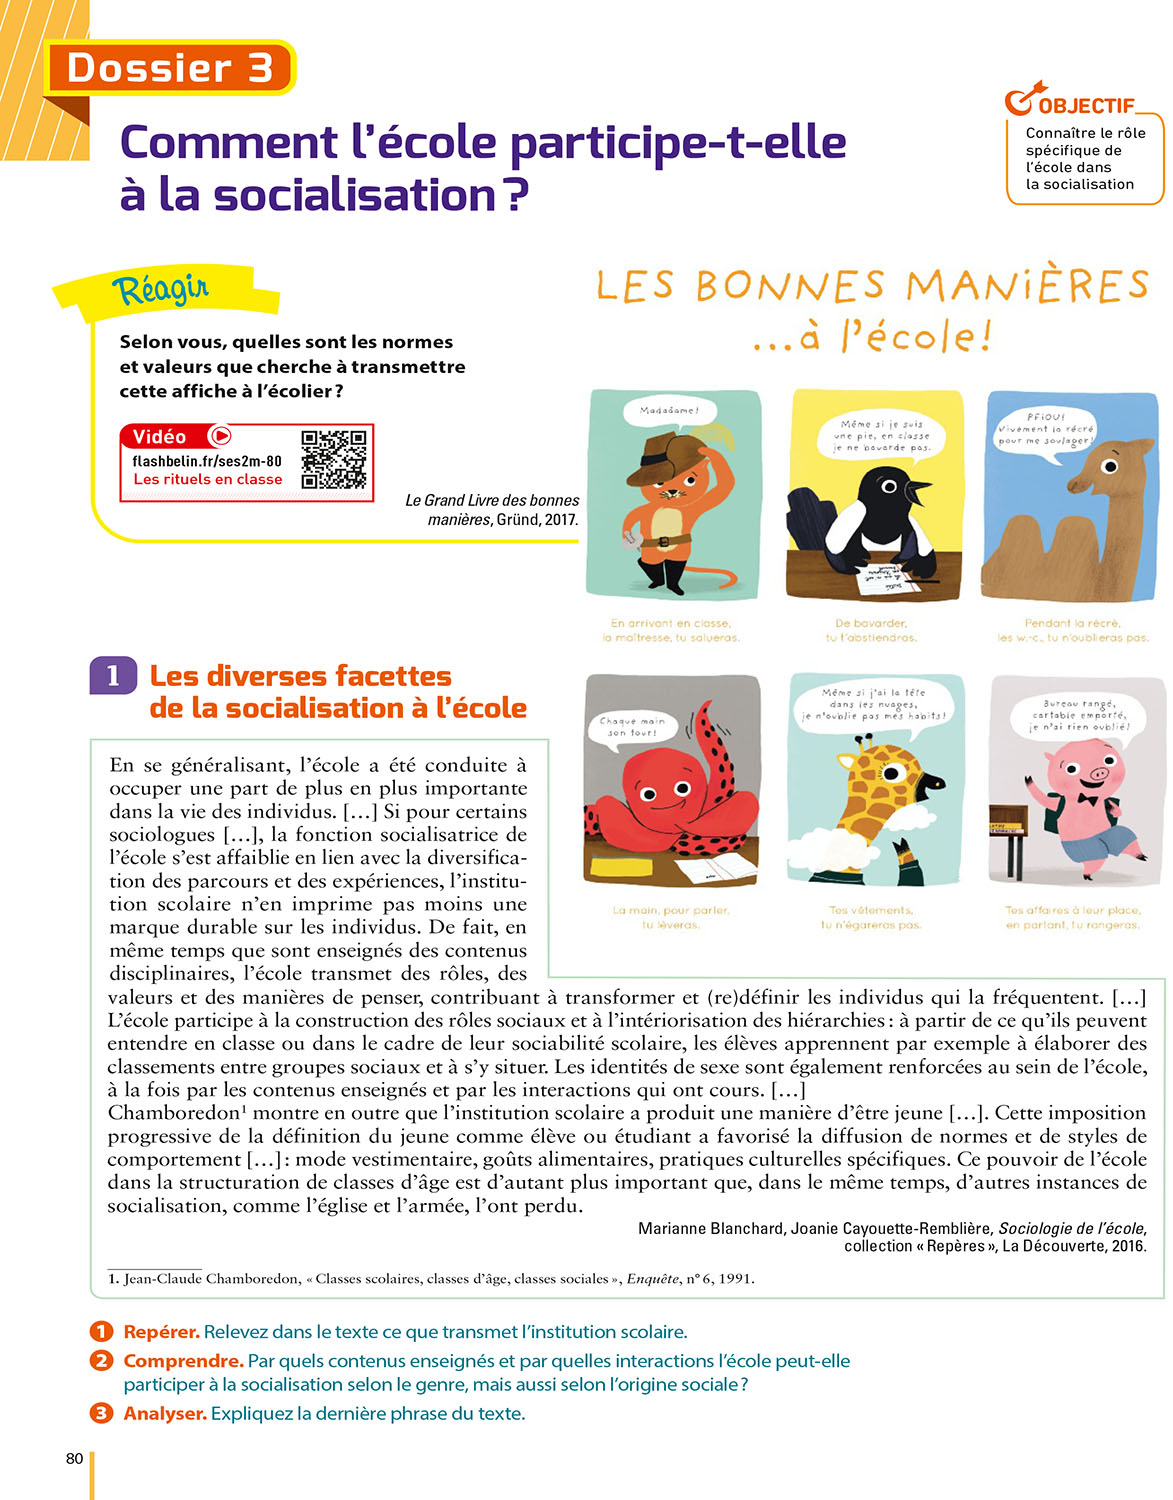 Dossier 3
Comment l'école participe-t-elle
à la socialisation ?
OBJECTIF
Connaître le rôle
spécifique de
l'école dans
la socialisation
Réagir
Selon vous, quelles sont les normes
et valeurs que cherche à transmettre
cette affiche à l'écolier ?
Vidéo
flashbelin.fr/ses2m-80
Les rituels en classe
Le Grand Livre des bonnes
manières, Gründ, 2017.
LES BONNES MANIÈRES
...à l'école!
Madadame!
En arrivant en classe,
la maîtresse, tu salueras.
Même si je suis
une pie, en classe
je ne bavarde pas.
De bavarder,
tu t'abstiendras.
PFIOU!
Vivement la récré
pour me soulager!
Pendant la récré,
les w.-c., tu n'oublieras pas.
Chaque main
son tour!
La main, pour parler,
tu lèveras.
Même si j'ai la tête
dans les nuages,
je n'oublie pas mes habits!
Tes vêtements,
tu n'égareras pas.
Bureau rangé,
cartable emporté,
je n'ai rien oublié!
Tes affaires à leur place,
en partant, tu rangeras.
1 Les diverses facettes
de la socialisation à l'école
En se généralisant, l'école a été conduite à
occuper une part de plus en plus importante
dans la vie des individus. [...] Si pour certains
sociologues [...], la fonction socialisatrice de
l'école s'est affaiblie en lien avec la diversifica-
tion des parcours et des expériences, l'institu-
tion scolaire n'en imprime pas moins une
marque durable sur les individus. De fait, en
même temps que sont enseignés des contenus
disciplinaires, l'école transmet des rôles, des
valeurs et des manières de penser, contribuant à transformer et (re)définir les individus qui la fréquentent. [...]
L'école participe à la construction des rôles sociaux et à l'intériorisation des hiérarchies : à partir de ce qu'ils peuvent
entendre en classe ou dans le cadre de leur sociabilité scolaire, les élèves apprennent par exemple à élaborer des
classements entre groupes sociaux et à s'y situer. Les identités de sexe sont également renforcées au sein de l'école,
à la fois par les contenus enseignés et par les interactions qui ont cours. [...]
Chamboredon¹ montre en outre que l'institution scolaire a produit une manière d'être jeune [...]. Cette imposition
progressive de la définition du jeune comme élève ou étudiant a favorisé la diffusion de normes et de styles de
comportement [...] : mode vestimentaire, goûts alimentaires, pratiques culturelles spécifiques. Ce pouvoir de l'école
dans la structuration de classes d'âge est d'autant plus important que, dans le même temps, d'autres instances de
socialisation, comme l'église et l'armée, l'ont perdu.
Marianne Blanchard, Joanie Cayouette-Remblière, Sociologie de l'école,
collection « Repères », La Découverte, 2016.
1. Jean-Claude Chamboredon, « Classes scolaires, classes d'âge, classes sociales », Enquête, n° 6, 1991.
1 Repérer. Relevez dans le texte ce que transmet l'institution scolaire.
2 Comprendre. Par quels contenus enseignés et par quelles interactions l'école peut-elle
participer à la socialisation selon le genre, mais aussi selon l'origine sociale ?
3 Analyser. Expliquez la dernière phrase du texte.
80